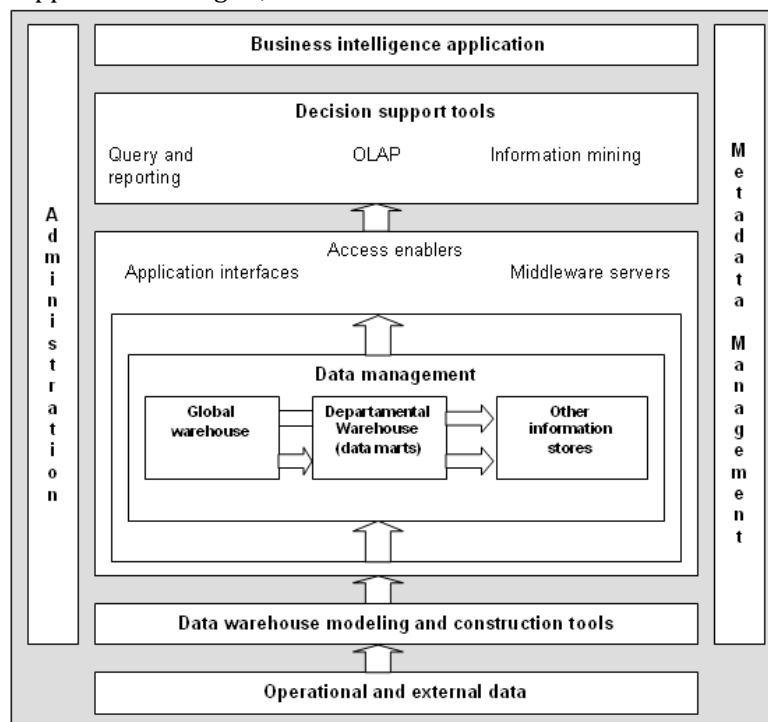 Business intelligence application
Decision support tools
Query and
reporting
OLAP
Information mining
Access enablers
Application interfaces
Middleware servers
Data management
Global
warehouse
Departamental
Warehouse
(data marts)
Other
information
stores
Data warehouse modeling and construction tools
Operational and external data
Administration
Metadata Management